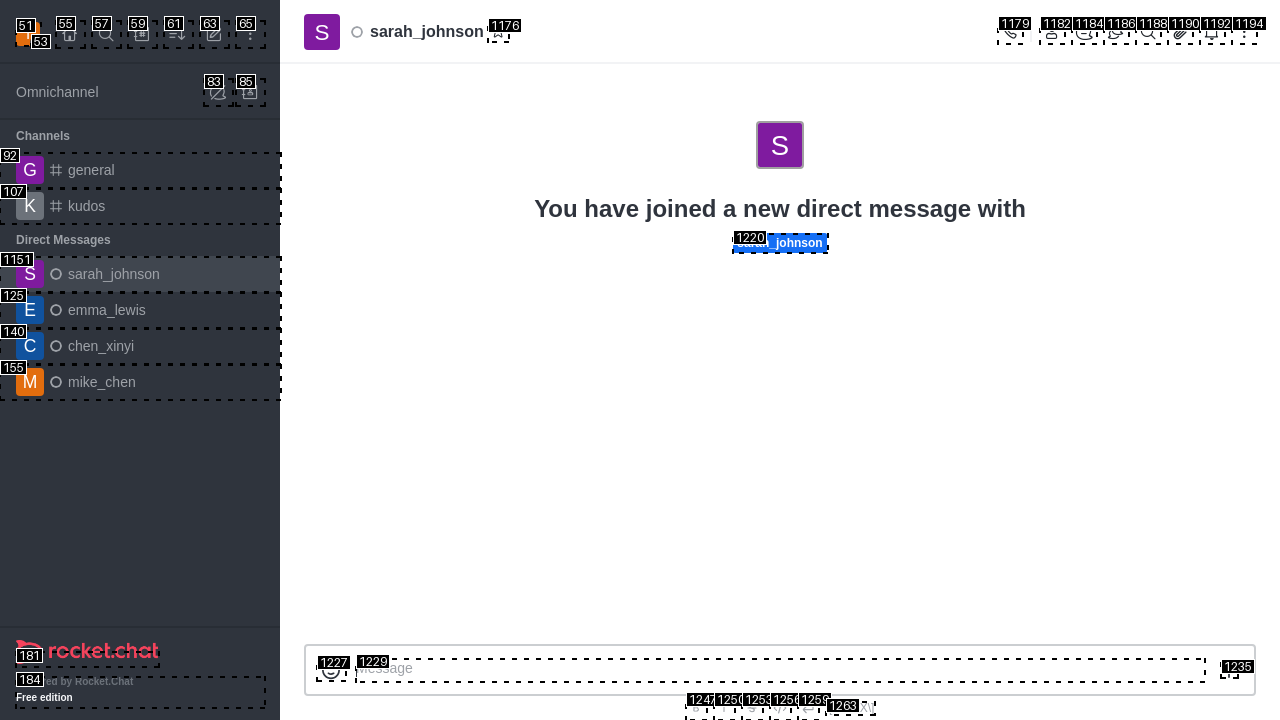 51
53
55
57
59
61
63
65
Omnichannel
83
85
Channels
92
G
general
107
K
kudos
Direct Messages
1151
S
sarah_johnson
125
E
emma_lewis
140
C
chen_xinyi
155
M
mike_chen
181
rocket.chat
184
by Rocket.Chat
Free edition
S
sarah_johnson
1176
1179
1182
1184
1186
1188
1190
1192
1194
S
You have joined a new direct message with
1220
_johnson
1227
1229
Message
1235
1247
1250
1253
1256
1259
1263